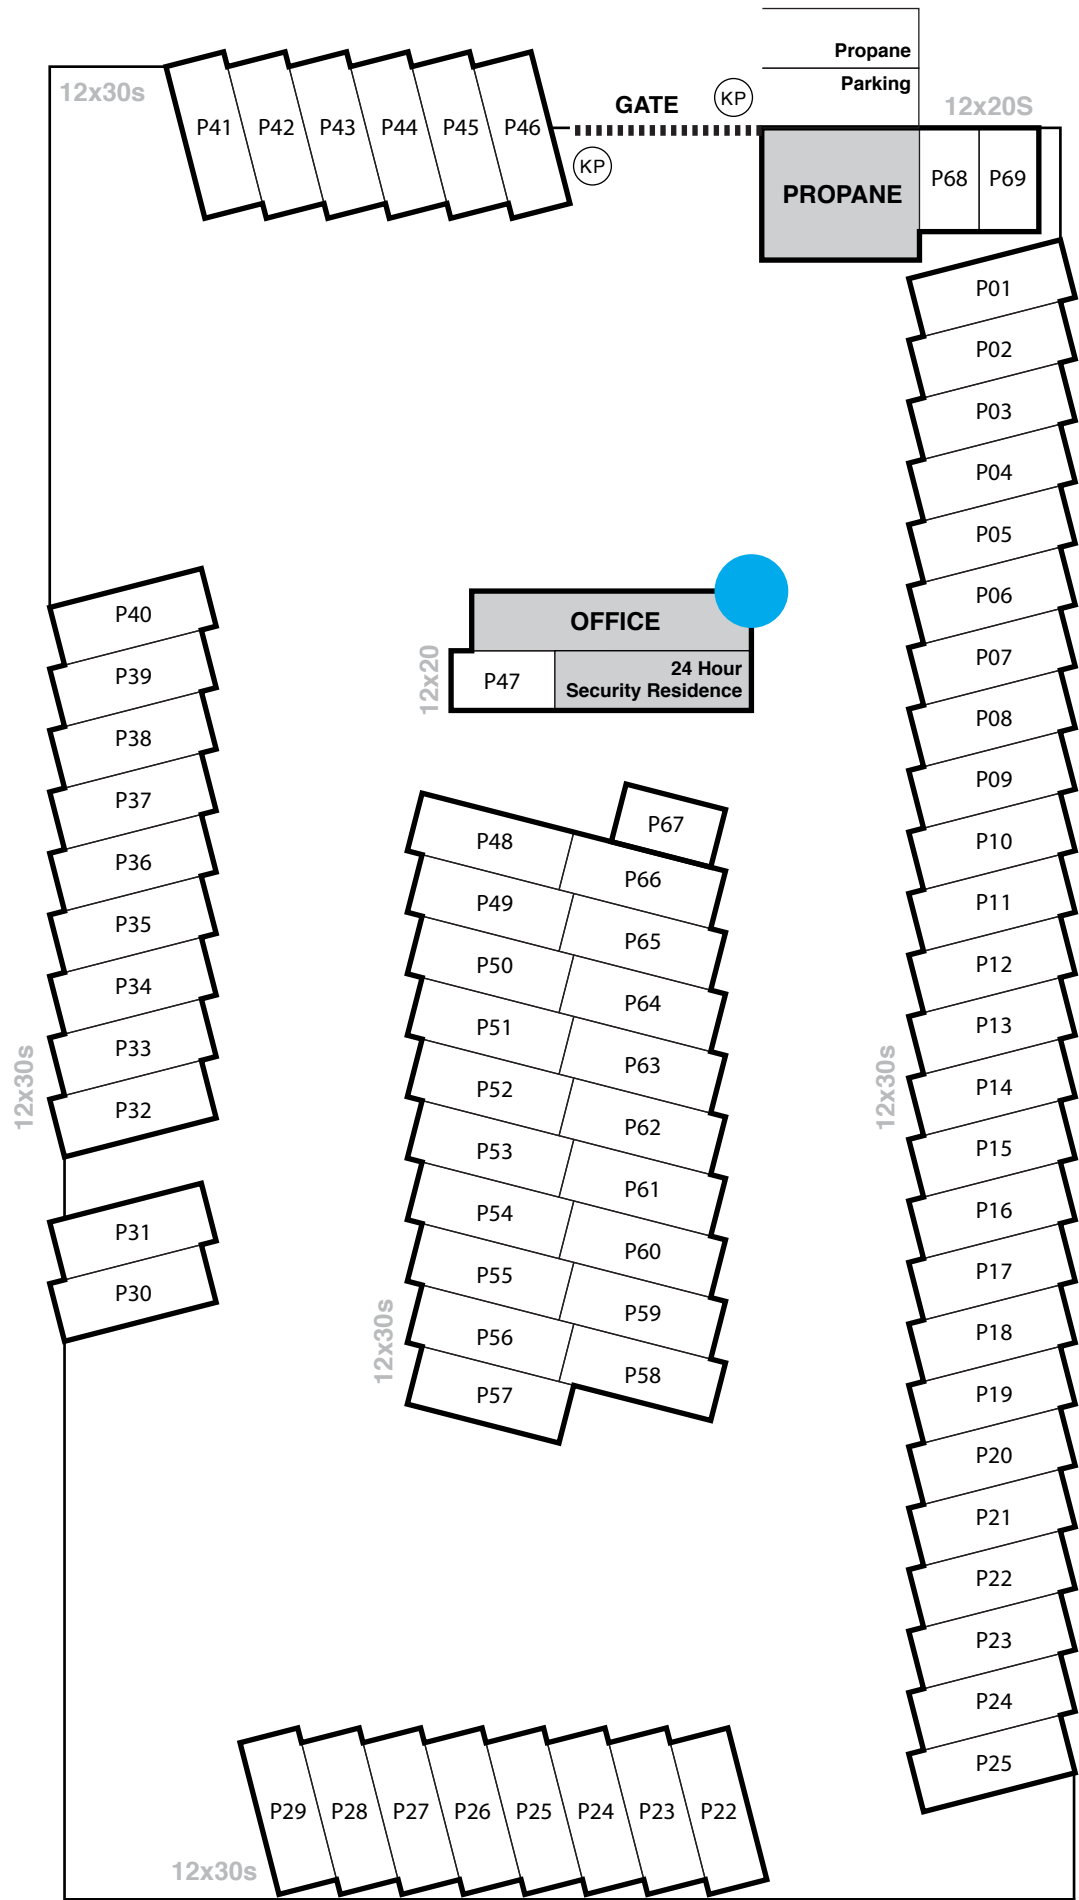 Propane
Parking
12x30s
GATE
KP
12x20S
P41
P42
P43
P44
P45
P46
KP
PROPANE
P68
P69
P01
P02
P03
P04
P05
P06
P07
P08
P09
P10
P11
P12
P13
P14
P15
P16
P17
P18
P19
P20
P21
P22
P23
P24
P25
12x30s
OFFICE
24 Hour
Security Residence
P47
12x20
P40
P39
P38
P37
P36
P35
P34
P33
P32
P31
P30
12x30s
P67
P48
P66
P49
P65
P50
P64
P51
P63
P52
P62
P53
P61
P54
P60
P55
P59
P56
P58
P57
12x30s
P29
P28
P27
P26
P25
P24
P23
P22
12x30s